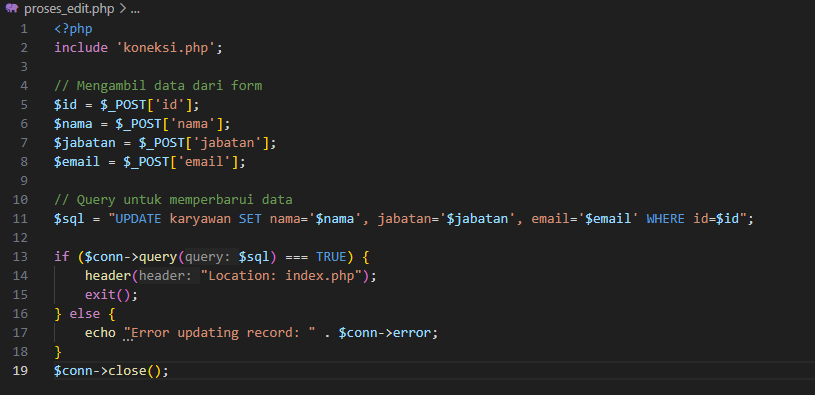 proses_edit.php > ...
1 <?php
2 include 'koneksi.php';
3
4 // Mengambil data dari form
5 $id = $_POST['id'];
6 $nama = $_POST['nama'];
7 $jabatan = $_POST['jabatan'];
8 $email = $_POST['email'];
9
10 // Query untuk memperbarui data
11 $sql = "UPDATE karyawan SET nama='$nama', jabatan='$jabatan', email='$email' WHERE id=$id";
12
13 if ($conn->query(query: $sql) === TRUE) {
14     header(header: "Location: index.php");
15     exit();
16 } else {
17     echo "Error updating record: " . $conn->error;
18 }
19 $conn->close();